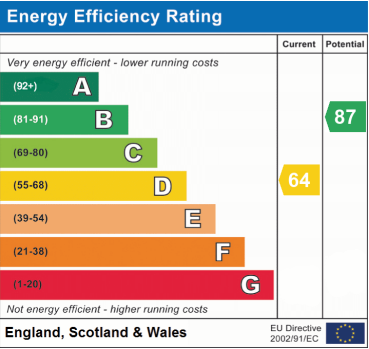 Energy Efficiency Rating
Current Potential
Very energy efficient - lower running costs
(92+) A
(81-91) B 87
(69-80) C
(55-68) D 64
(39-54) E
(21-38) F
(1-20) G
Not energy efficient - higher running costs
England, Scotland & Wales
EU Directive
2002/91/EC